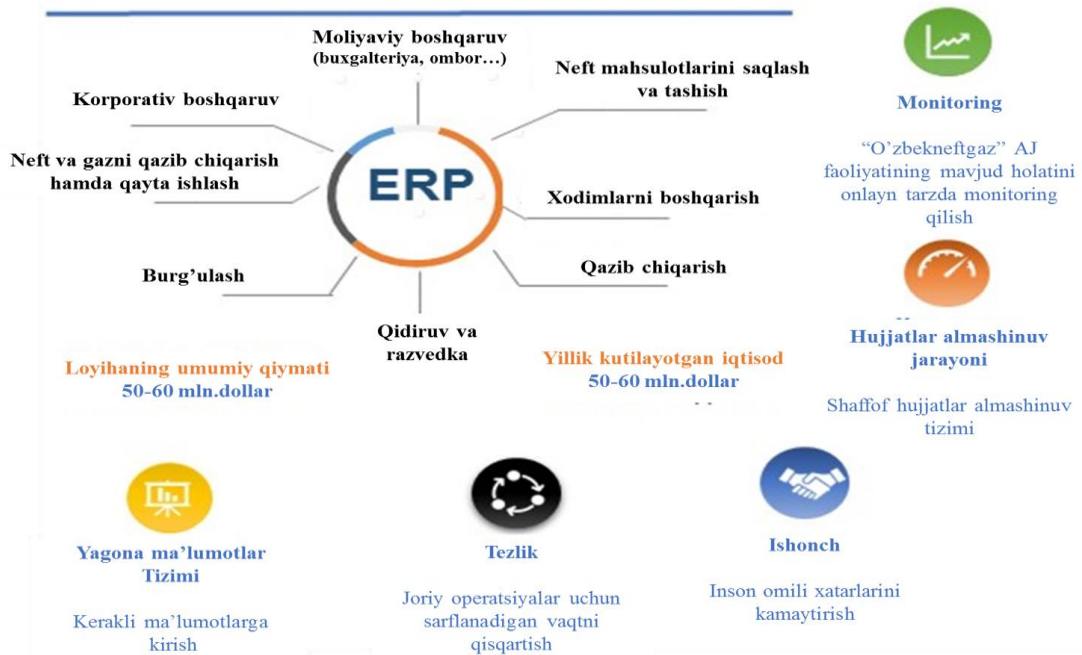 Moliyaviy boshqaruv
(buxgalteriya, ombor…)
Neft mahsulotlarini saqlash
va tashish
Korporativ boshqaruv
Neft va gazni qazib chiqarish
hamda qayta ishlash
ERP
Xodimlarni boshqarish
Burg’ulash
Qazib chiqarish
Qidiruv va
razvedka
Loyihaning umumiy qiymati
50-60 mln.dollar
Yillik kutilayotgan iqtisod
50-60 mln.dollar
Monitoring
“O’zbekneftgaz” AJ
faoliyatining mavjud holatini
onlayn tarzda monitoring
qilish
Hujjatlar almashinuv
jarayoni
Shaffof hujjatlar almashinuv
tizimi
Yagona ma’lumotlar
Tizimi
Kerakli ma’lumotlarga
kirish
Tezlik
Joriy operatsiyalar uchun
sarflanadigan vaqtni
qisqartish
Ishonch
Inson omili xatarlarini
kamaytirish